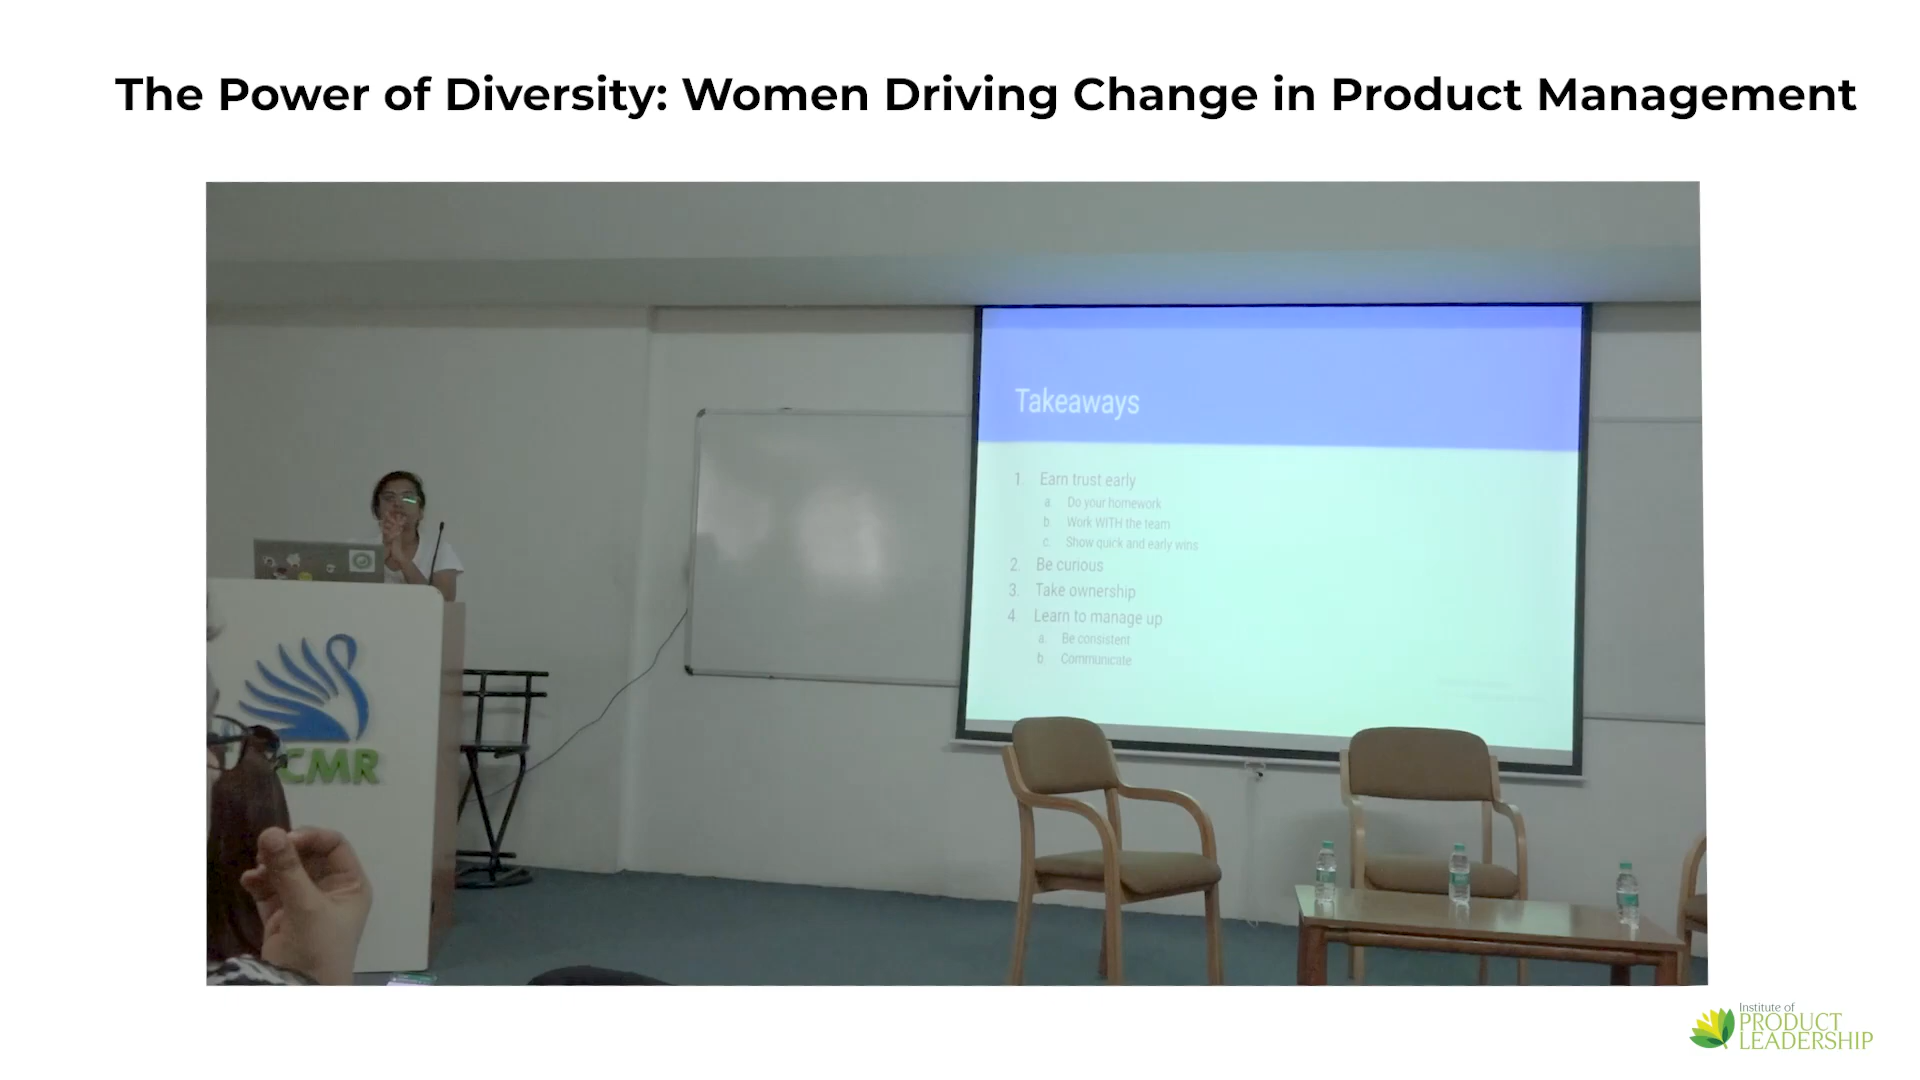 The Power of Diversity: Women Driving Change in Product Management
Takeaways
1 Earn trust early
a. Do your homework
b. Work WITH the team
c. Show quick and early wins
2. Be curious
3. Take ownership
4. Learn to manage up
a. Be consistent
b. Communicate
CMR
Institute of
PRODUCT
LEADERSHIP